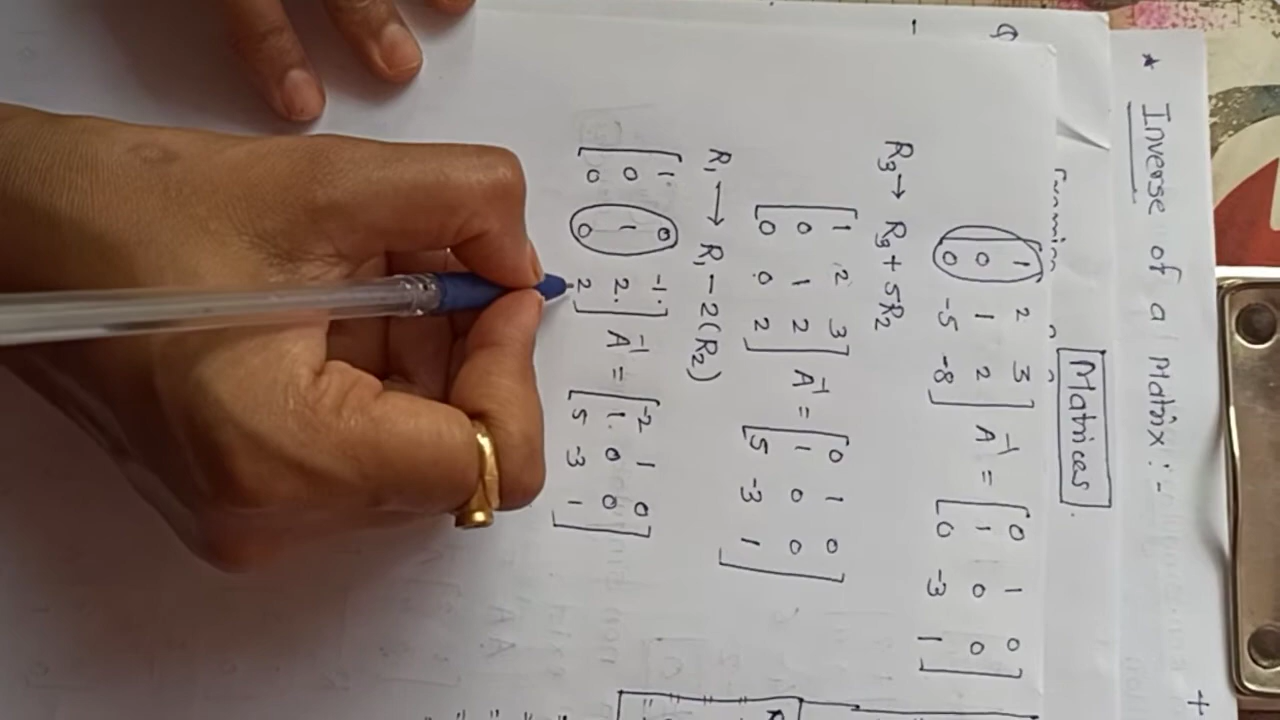 * Inverse of a Matrix :-
Matrices
1 2 3 0 1 0
0 1 2 A⁻¹ = 1 0 0
0 -5 -8 0 -3 1
R₃ → R₃ + 5R₂
1 2 3 0 1 0
0 1 2 A⁻¹ = 1 0 0
0 0 2 5 -3 1
R₁ → R₁ - 2(R₂)
1 0 -1 -2 1 0
0 1 2 A⁻¹ = 1 0 0
0 0 2 5 -3 1